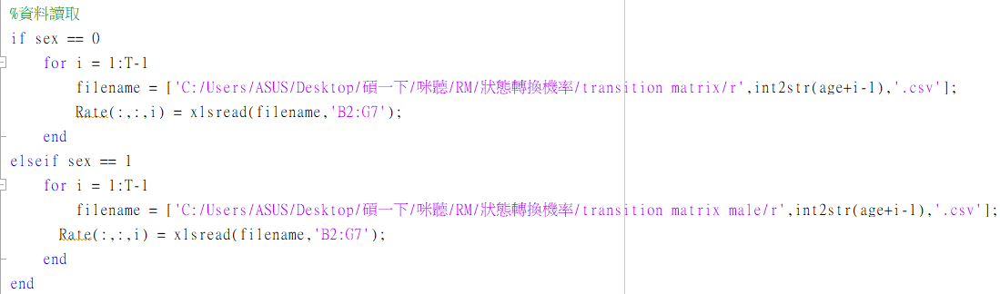 %資料讀取
if sex == 0
for i = 1:T-1
filename = ['C:/Users/ASUS/Desktop/碩一下/咪聽/RM/狀態轉換機率/transition matrix/r',int2str(age+i-1),'.csv'];
Rate(:,:,i) = xlsread(filename,'B2:G7');
end
elseif sex == 1
for i = 1:T-1
filename = ['C:/Users/ASUS/Desktop/碩一下/咪聽/RM/狀態轉換機率/transition matrix male/r',int2str(age+i-1),'.csv'];
Rate(:,:,i) = xlsread(filename,'B2:G7');
end
end